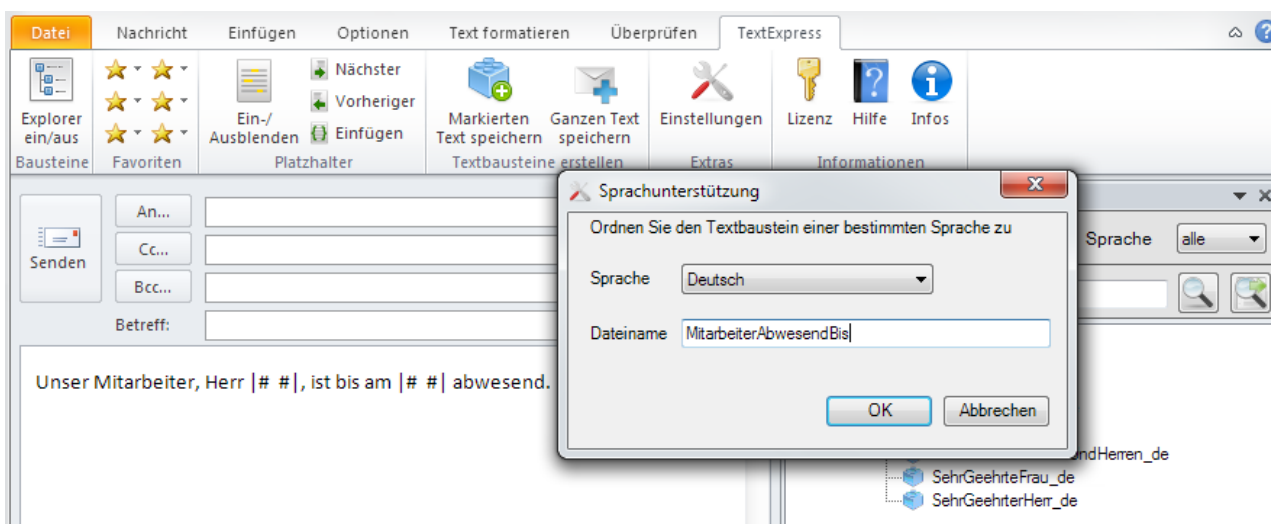 Datei Nachricht Einfügen Optionen Text formatieren Überprüfen TextExpress
Explorer ein/aus
Bausteine
Favoriten
Ein-/ Ausblenden
Nächster
Vorheriger
Einfügen
Platzhalter
Markierten Text speichern
Ganzen Text speichern
Textbausteine erstellen
Einstellungen
Extras
Lizenz Hilfe Infos
Informationen
Senden
An...
Cc...
Bcc...
Betreff:
Unser Mitarbeiter, Herr |# #|, ist bis am |# #| abwesend.
Sprachunterstützung
Ordnen Sie den Textbaustein einer bestimmten Sprache zu
Sprache Deutsch
Dateiname MitarbeiterAbwesendBis
OK Abbrechen
Sprache alle
ndHerren_de
SehrGeehrteFrau_de
SehrGeehrterHerr_de